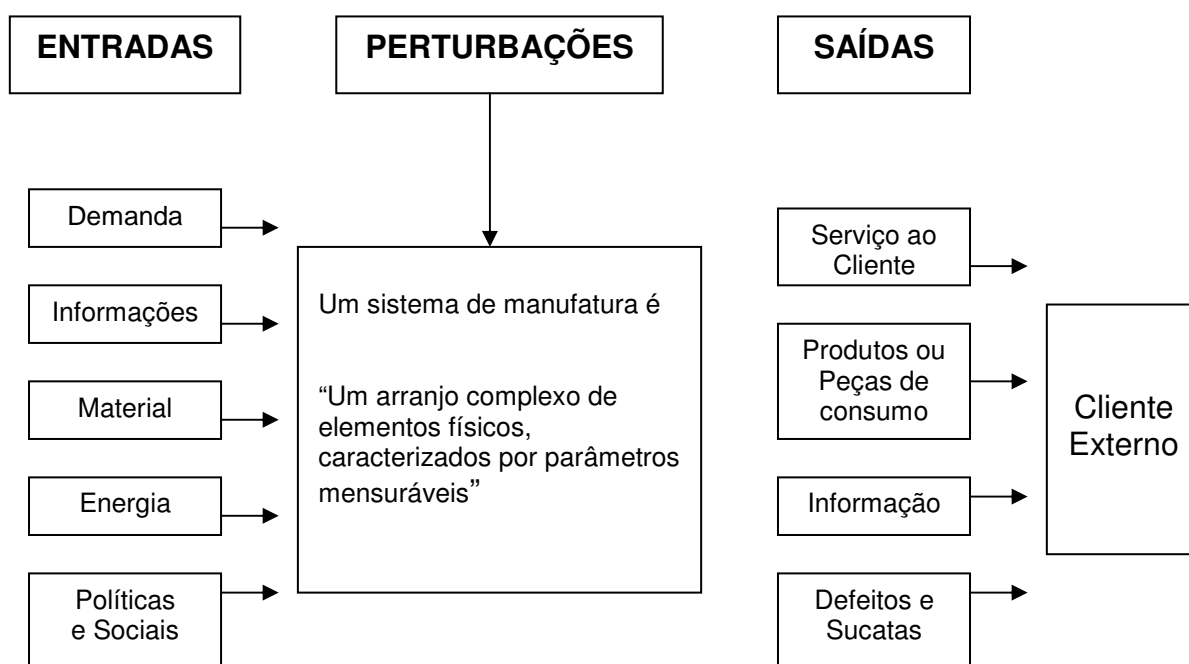 ENTRADAS
PERTURBAÇÕES
SAÍDAS
Demanda
Informações
Material
Energia
Políticas
e Sociais
Um sistema de manufatura é
“Um arranjo complexo de
elementos físicos,
caracterizados por parâmetros
mensuráveis”
Serviço ao
Cliente
Produtos ou
Peças de
consumo
Informação
Defeitos e
Sucatas
Cliente
Externo